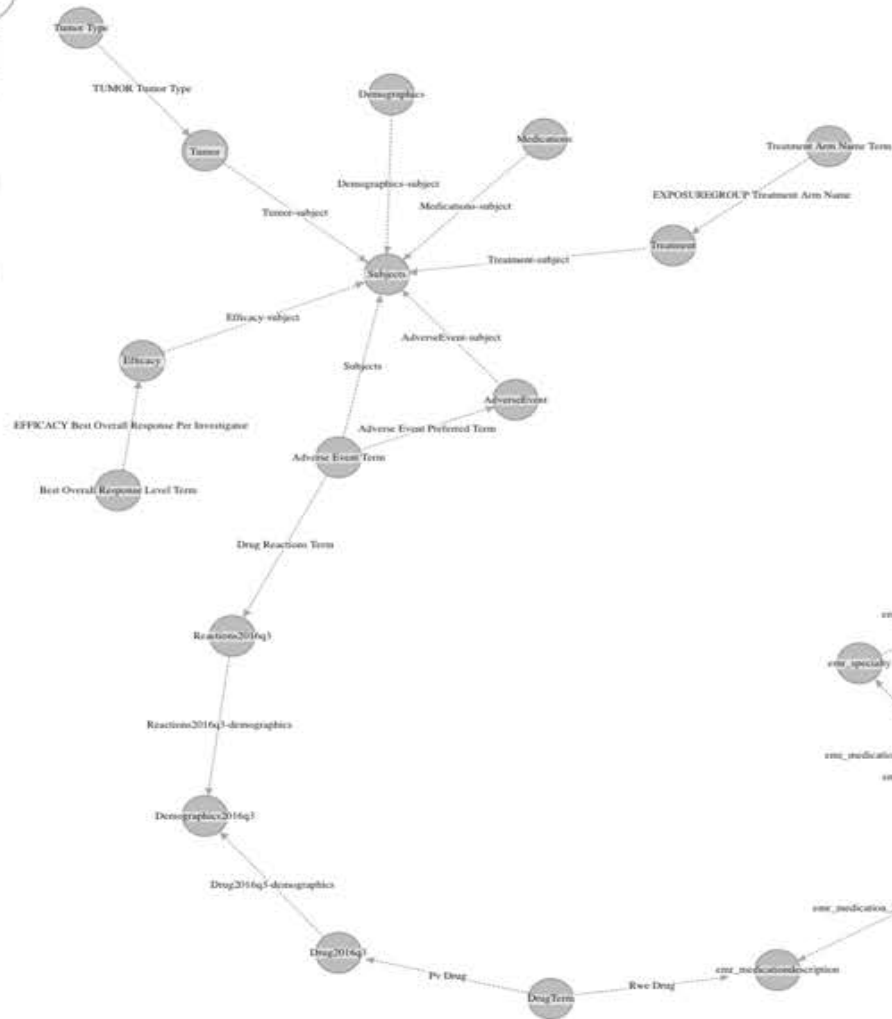 Tumor Type
TUMOR Tumor Type
Demographics
Medications
Treatment Arm Name Term
Tumor
Demographics-subject
EXPOSUREGROUP Treatment Arm Name
Medications-subject
Tumor-subject
Treatment
Treatment-subject
Subjects
Efficacy-subject
AdverseEvent-subject
Efficacy
Subjects
AdverseEvent
EFFICACY Best Overall Response Per Investigator
Adverse Event Preferred Term
Adverse Event Term
Best Overall Response Level Term
Drug Reactions Term
Reactions2016q3
emr_specialty
Reactions2016q3-demographics
emr_medicatio
Demographics2016q3
Drug2016q3-demographics
emr_medication_
Drug2016q3
emr_medicationdescription
Pv Drug
Rwe Drug
DrugTerm